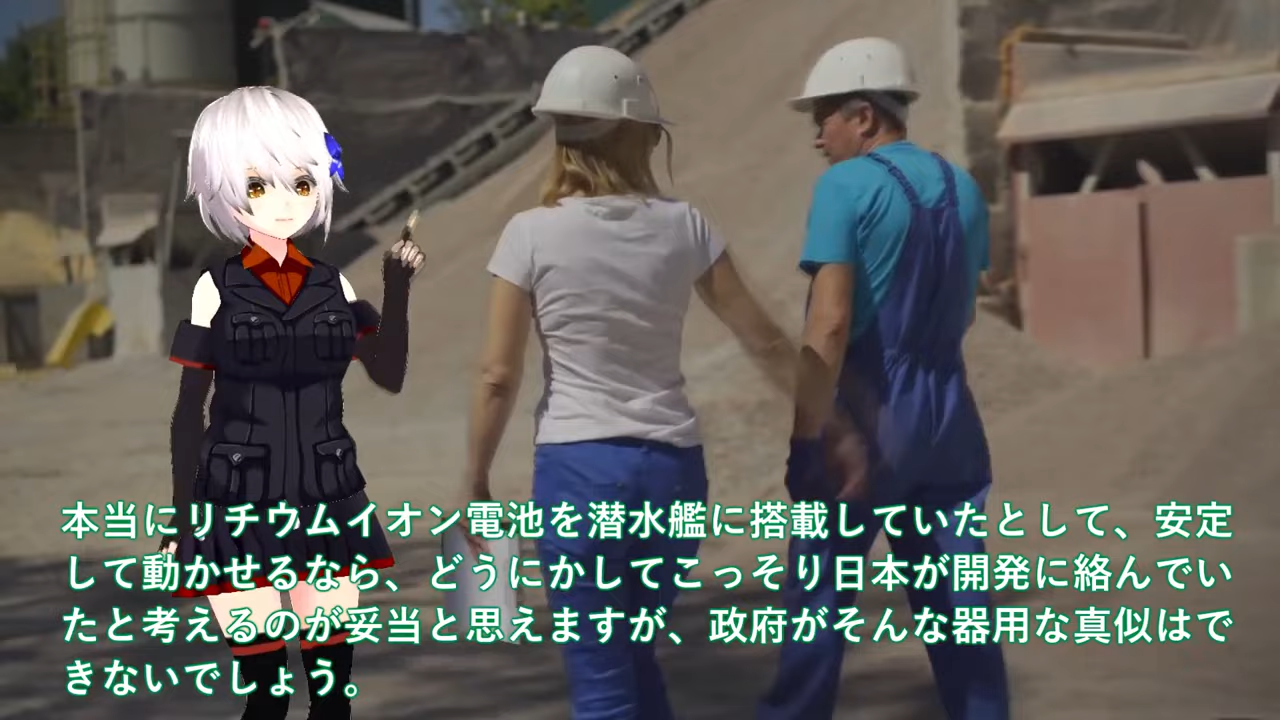 本当にリチウムイオン電池を潜水艦に搭載していたとして、安定
して動かせるなら、どうにかしてこっそり日本が開発に絡んでい
たと考えるのが妥当と思えますが、政府がそんな器用な真似はで
きないでしょう。